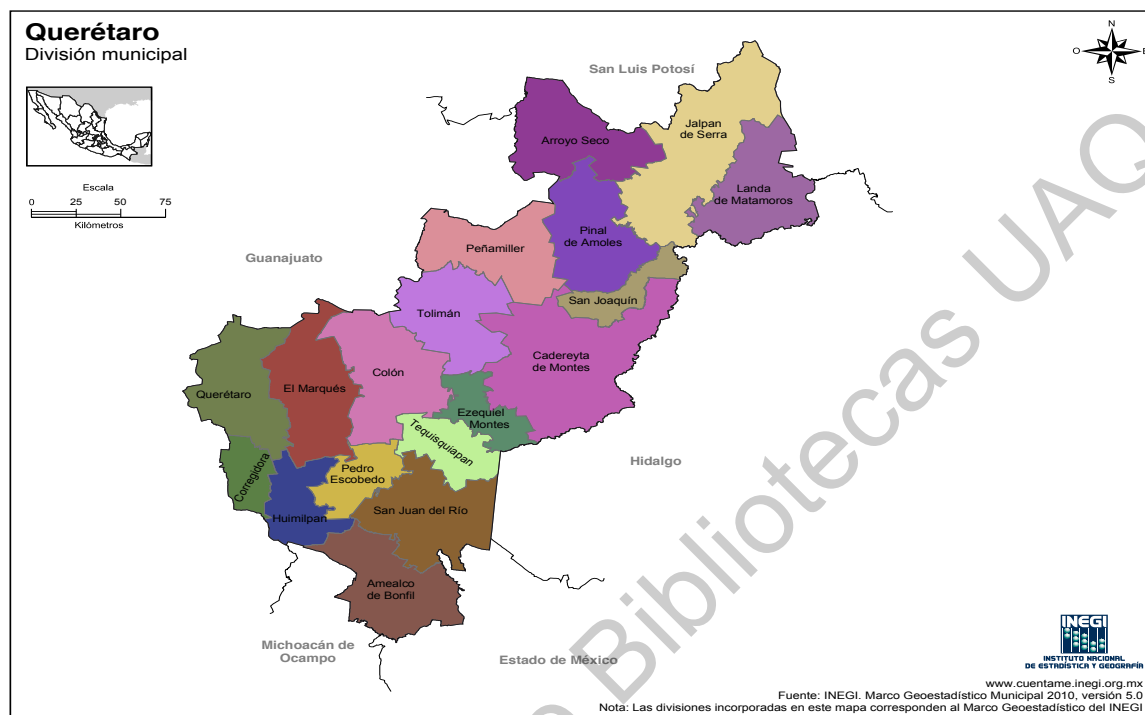 Querétaro
División municipal
N
O
E
S
San Luis Potosí
Escala
0 25 50 75
Kilómetros
Arroyo Seco
Jalpan
de Serra
Landa
de Matamoros
Pinal
de Amoles
Peñamiller
Guanajuato
San Joaquín
Tolimán
Cadereyta
de Montes
Colón
El Marqués
Querétaro
Ezequiel
Montes
Tequisquiapan
Hidalgo
Corregidora
Pedro
Escobedo
Huimilpan
San Juan del Río
Amealco
de Bonfil
Michoacán de
Ocampo
Estado de México
Bibliotecas UAQ
INEGI
INSTITUTO NACIONAL
DE ESTADÍSTICA Y GEOGRAFÍA
www.cuentame.inegi.org.mx
Fuente: INEGI. Marco Geoestadístico Municipal 2010, versión 5.0
Nota: Las divisiones incorporadas en este mapa corresponden al Marco Geoestadístico del INEGI